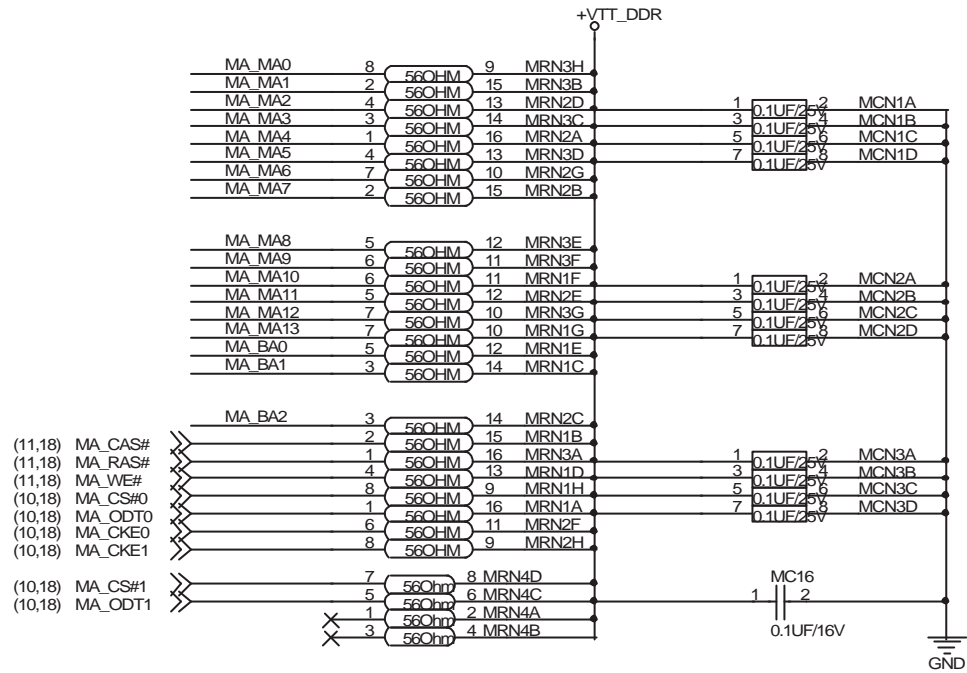 +VTT_DDR
MA_MA0 8 56OHM 9 MRN3H
MA_MA1 2 56OHM 15 MRN3B
MA_MA2 4 56OHM 13 MRN2D 1 0.1UF/25V 2 MCN1A
MA_MA3 3 56OHM 14 MRN3C 3 0.1UF/25V 4 MCN1B
MA_MA4 1 56OHM 16 MRN2A 5 0.1UF/25V 6 MCN1C
MA_MA5 4 56OHM 13 MRN3D 7 0.1UF/25V 8 MCN1D
MA_MA6 7 56OHM 10 MRN2G
MA_MA7 2 56OHM 15 MRN2B
MA_MA8 5 56OHM 12 MRN3E
MA_MA9 6 56OHM 11 MRN3F
MA_MA10 6 56OHM 11 MRN1F 1 0.1UF/25V 2 MCN2A
MA_MA11 5 56OHM 12 MRN2E 3 0.1UF/25V 4 MCN2B
MA_MA12 7 56OHM 10 MRN3G 5 0.1UF/25V 6 MCN2C
MA_MA13 7 56OHM 10 MRN1G 7 0.1UF/25V 8 MCN2D
MA_BA0 5 56OHM 12 MRN1E
MA_BA1 3 56OHM 14 MRN1C
MA_BA2 3 56OHM 14 MRN2C
(11,18) MA_CAS# 2 56OHM 15 MRN1B
(11,18) MA_RAS# 1 56OHM 16 MRN3A 1 0.1UF/25V 2 MCN3A
(11,18) MA_WE# 4 56OHM 13 MRN1D 3 0.1UF/25V 4 MCN3B
(10,18) MA_CS#0 8 56OHM 9 MRN1H 5 0.1UF/25V 6 MCN3C
(10,18) MA_ODT0 1 56OHM 16 MRN1A 7 0.1UF/25V 8 MCN3D
(10,18) MA_CKE0 6 56OHM 11 MRN2F
(10,18) MA_CKE1 8 56OHM 9 MRN2H
(10,18) MA_CS#1 7 56Ohm 8 MRN4D
(10,18) MA_ODT1 5 56Ohm 6 MRN4C 1 MC16 2
1 56Ohm 2 MRN4A
3 56Ohm 4 MRN4B 0.1UF/16V
GND